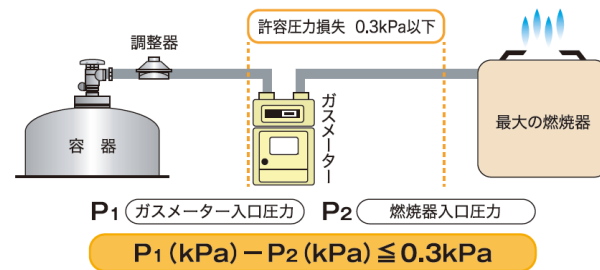 許容圧力損失 0.3kPa以下
調整器
ガスメーター
容 器
最大の燃焼器
P1 ガスメーター入口圧力 P2 燃焼器入口圧力
P1(kPa)−P2(kPa)≦0.3kPa